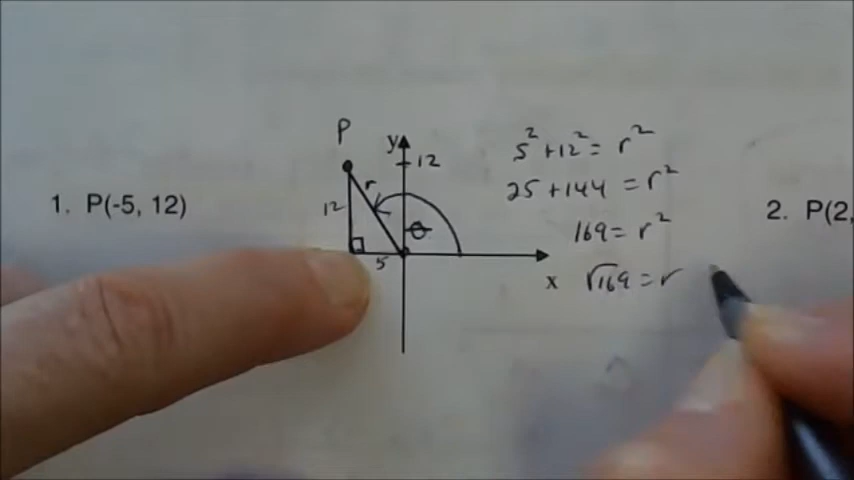 P
y
12
5² + 12² = r²
r
25 + 144 = r²
1. P(-5, 12)
12
θ
169 = r²
2. P(2,
5
x
√169 = r